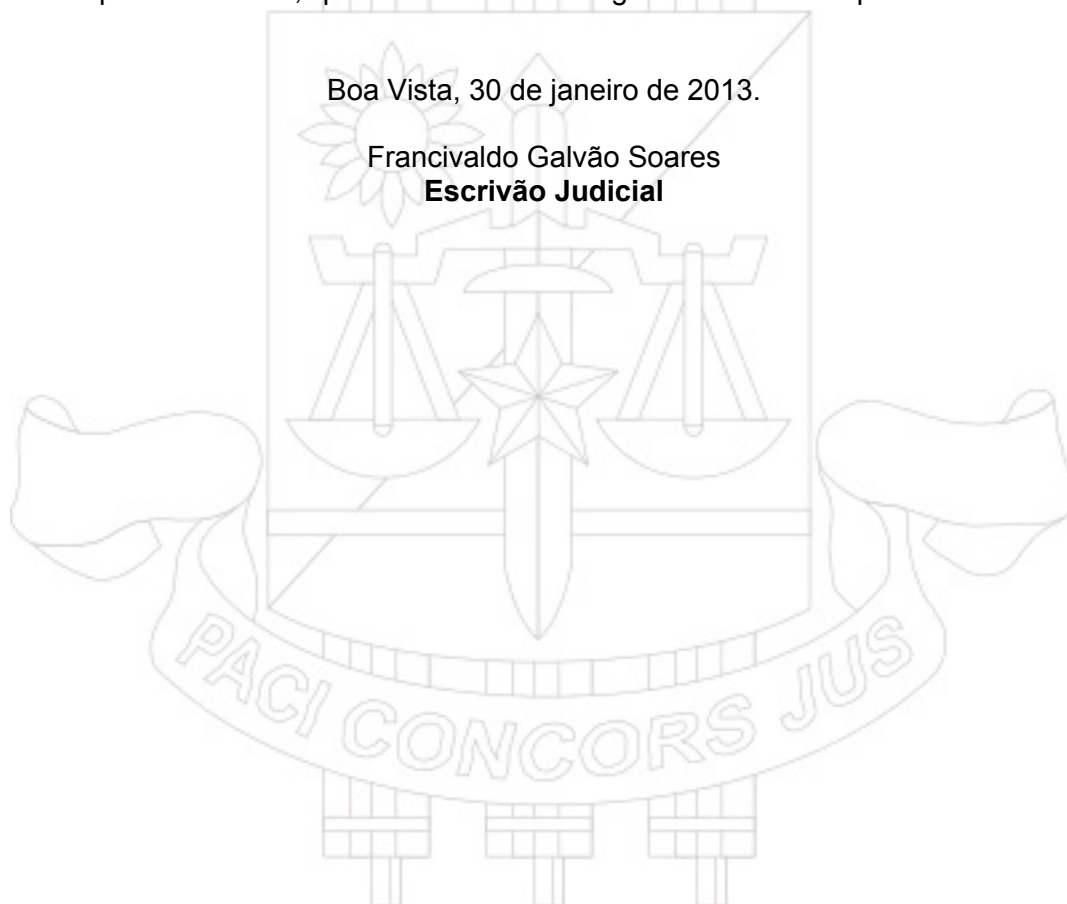 Boa Vista, 30 de janeiro de 2013.
Francivaldo Galvão Soares
Escrivão Judicial
PACI CONCORS JUS